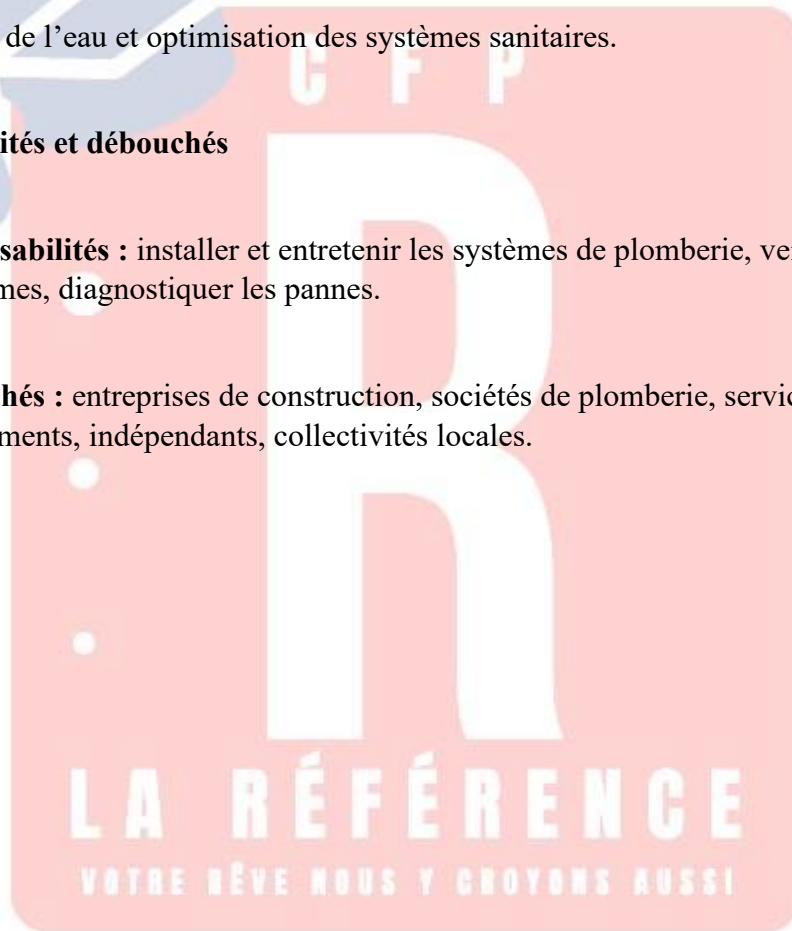 de l’eau et optimisation des systèmes sanitaires.
C F P
ités et débouchés
sabilités : installer et entretenir les systèmes de plomberie, ve
mes, diagnostiquer les pannes.
hés : entreprises de construction, sociétés de plomberie, servic
ments, indépendants, collectivités locales.
R
LA RÉFÉRENCE
VOTRE RÊVE NOUS Y CROYONS AUSSI